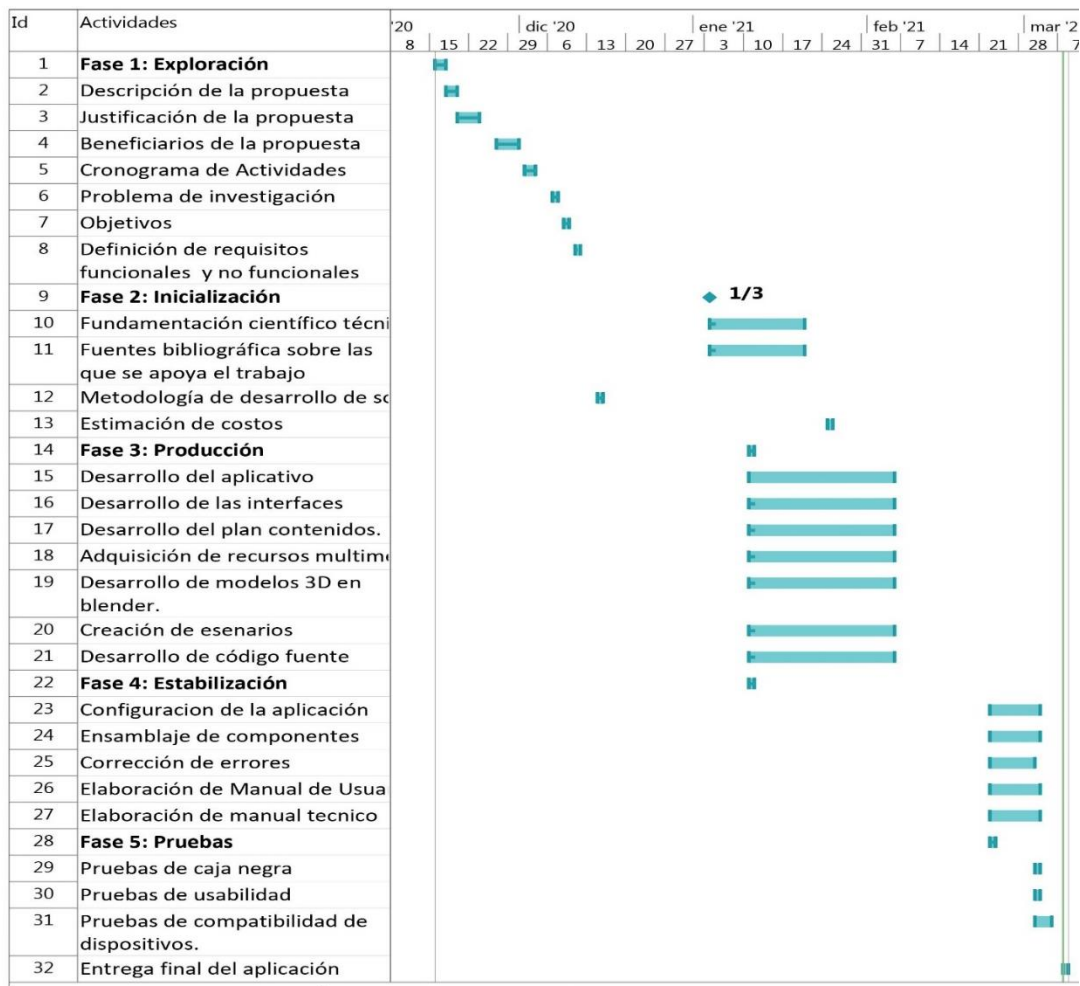 Id Actividades '20 dic '20 ene '21 feb '21 mar '2
8 15 22 29 6 13 20 27 3 10 17 24 31 7 14 21 28 7
1 Fase 1: Exploración
2 Descripción de la propuesta
3 Justificación de la propuesta
4 Beneficiarios de la propuesta
5 Cronograma de Actividades
6 Problema de investigación
7 Objetivos
8 Definición de requisitos
funcionales y no funcionales
9 Fase 2: Inicialización 1/3
10 Fundamentación científico técni
11 Fuentes bibliográfica sobre las
que se apoya el trabajo
12 Metodología de desarrollo de so
13 Estimación de costos
14 Fase 3: Producción
15 Desarrollo del aplicativo
16 Desarrollo de las interfaces
17 Desarrollo del plan contenidos.
18 Adquisición de recursos multime
19 Desarrollo de modelos 3D en
blender.
20 Creación de esenarios
21 Desarrollo de código fuente
22 Fase 4: Estabilización
23 Configuracion de la aplicación
24 Ensamblaje de componentes
25 Corrección de errores
26 Elaboración de Manual de Usua
27 Elaboración de manual tecnico
28 Fase 5: Pruebas
29 Pruebas de caja negra
30 Pruebas de usabilidad
31 Pruebas de compatibilidad de
dispositivos.
32 Entrega final del aplicación